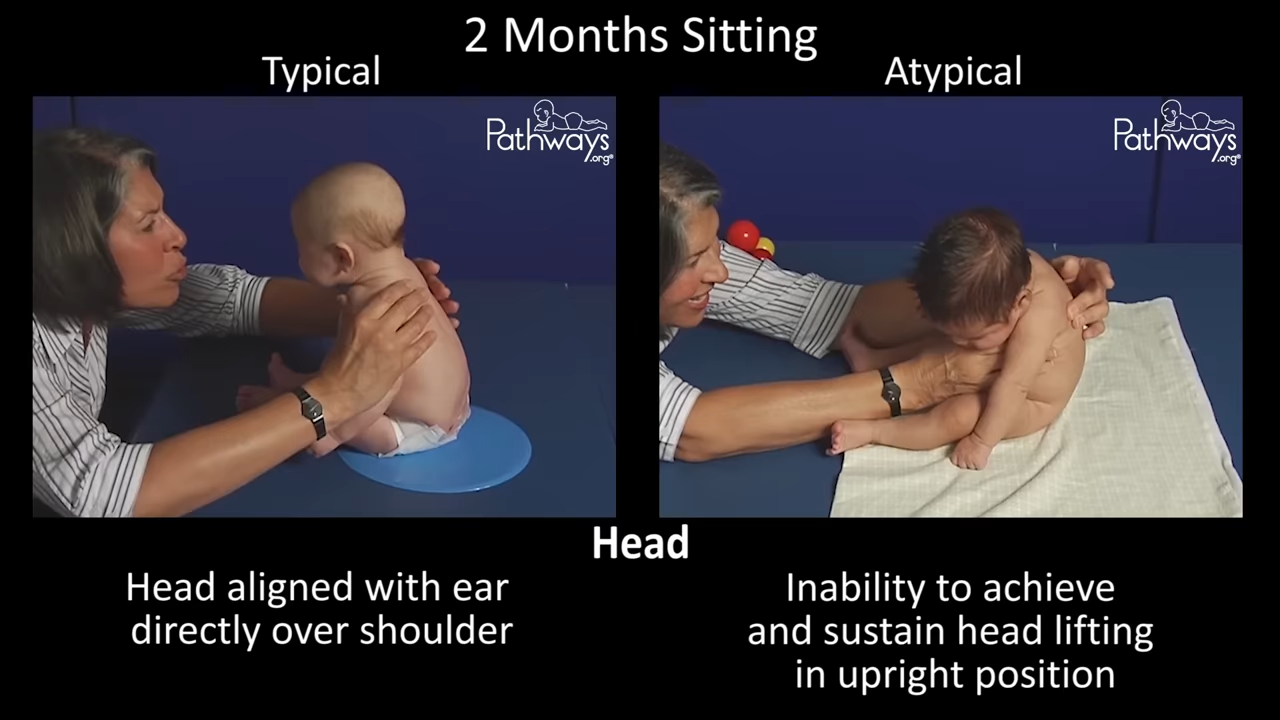 2 Months Sitting
Typical
Atypical
Pathways
.org®
Pathways
.org®
Head
Head aligned with ear
directly over shoulder
Inability to achieve
and sustain head lifting
in upright position